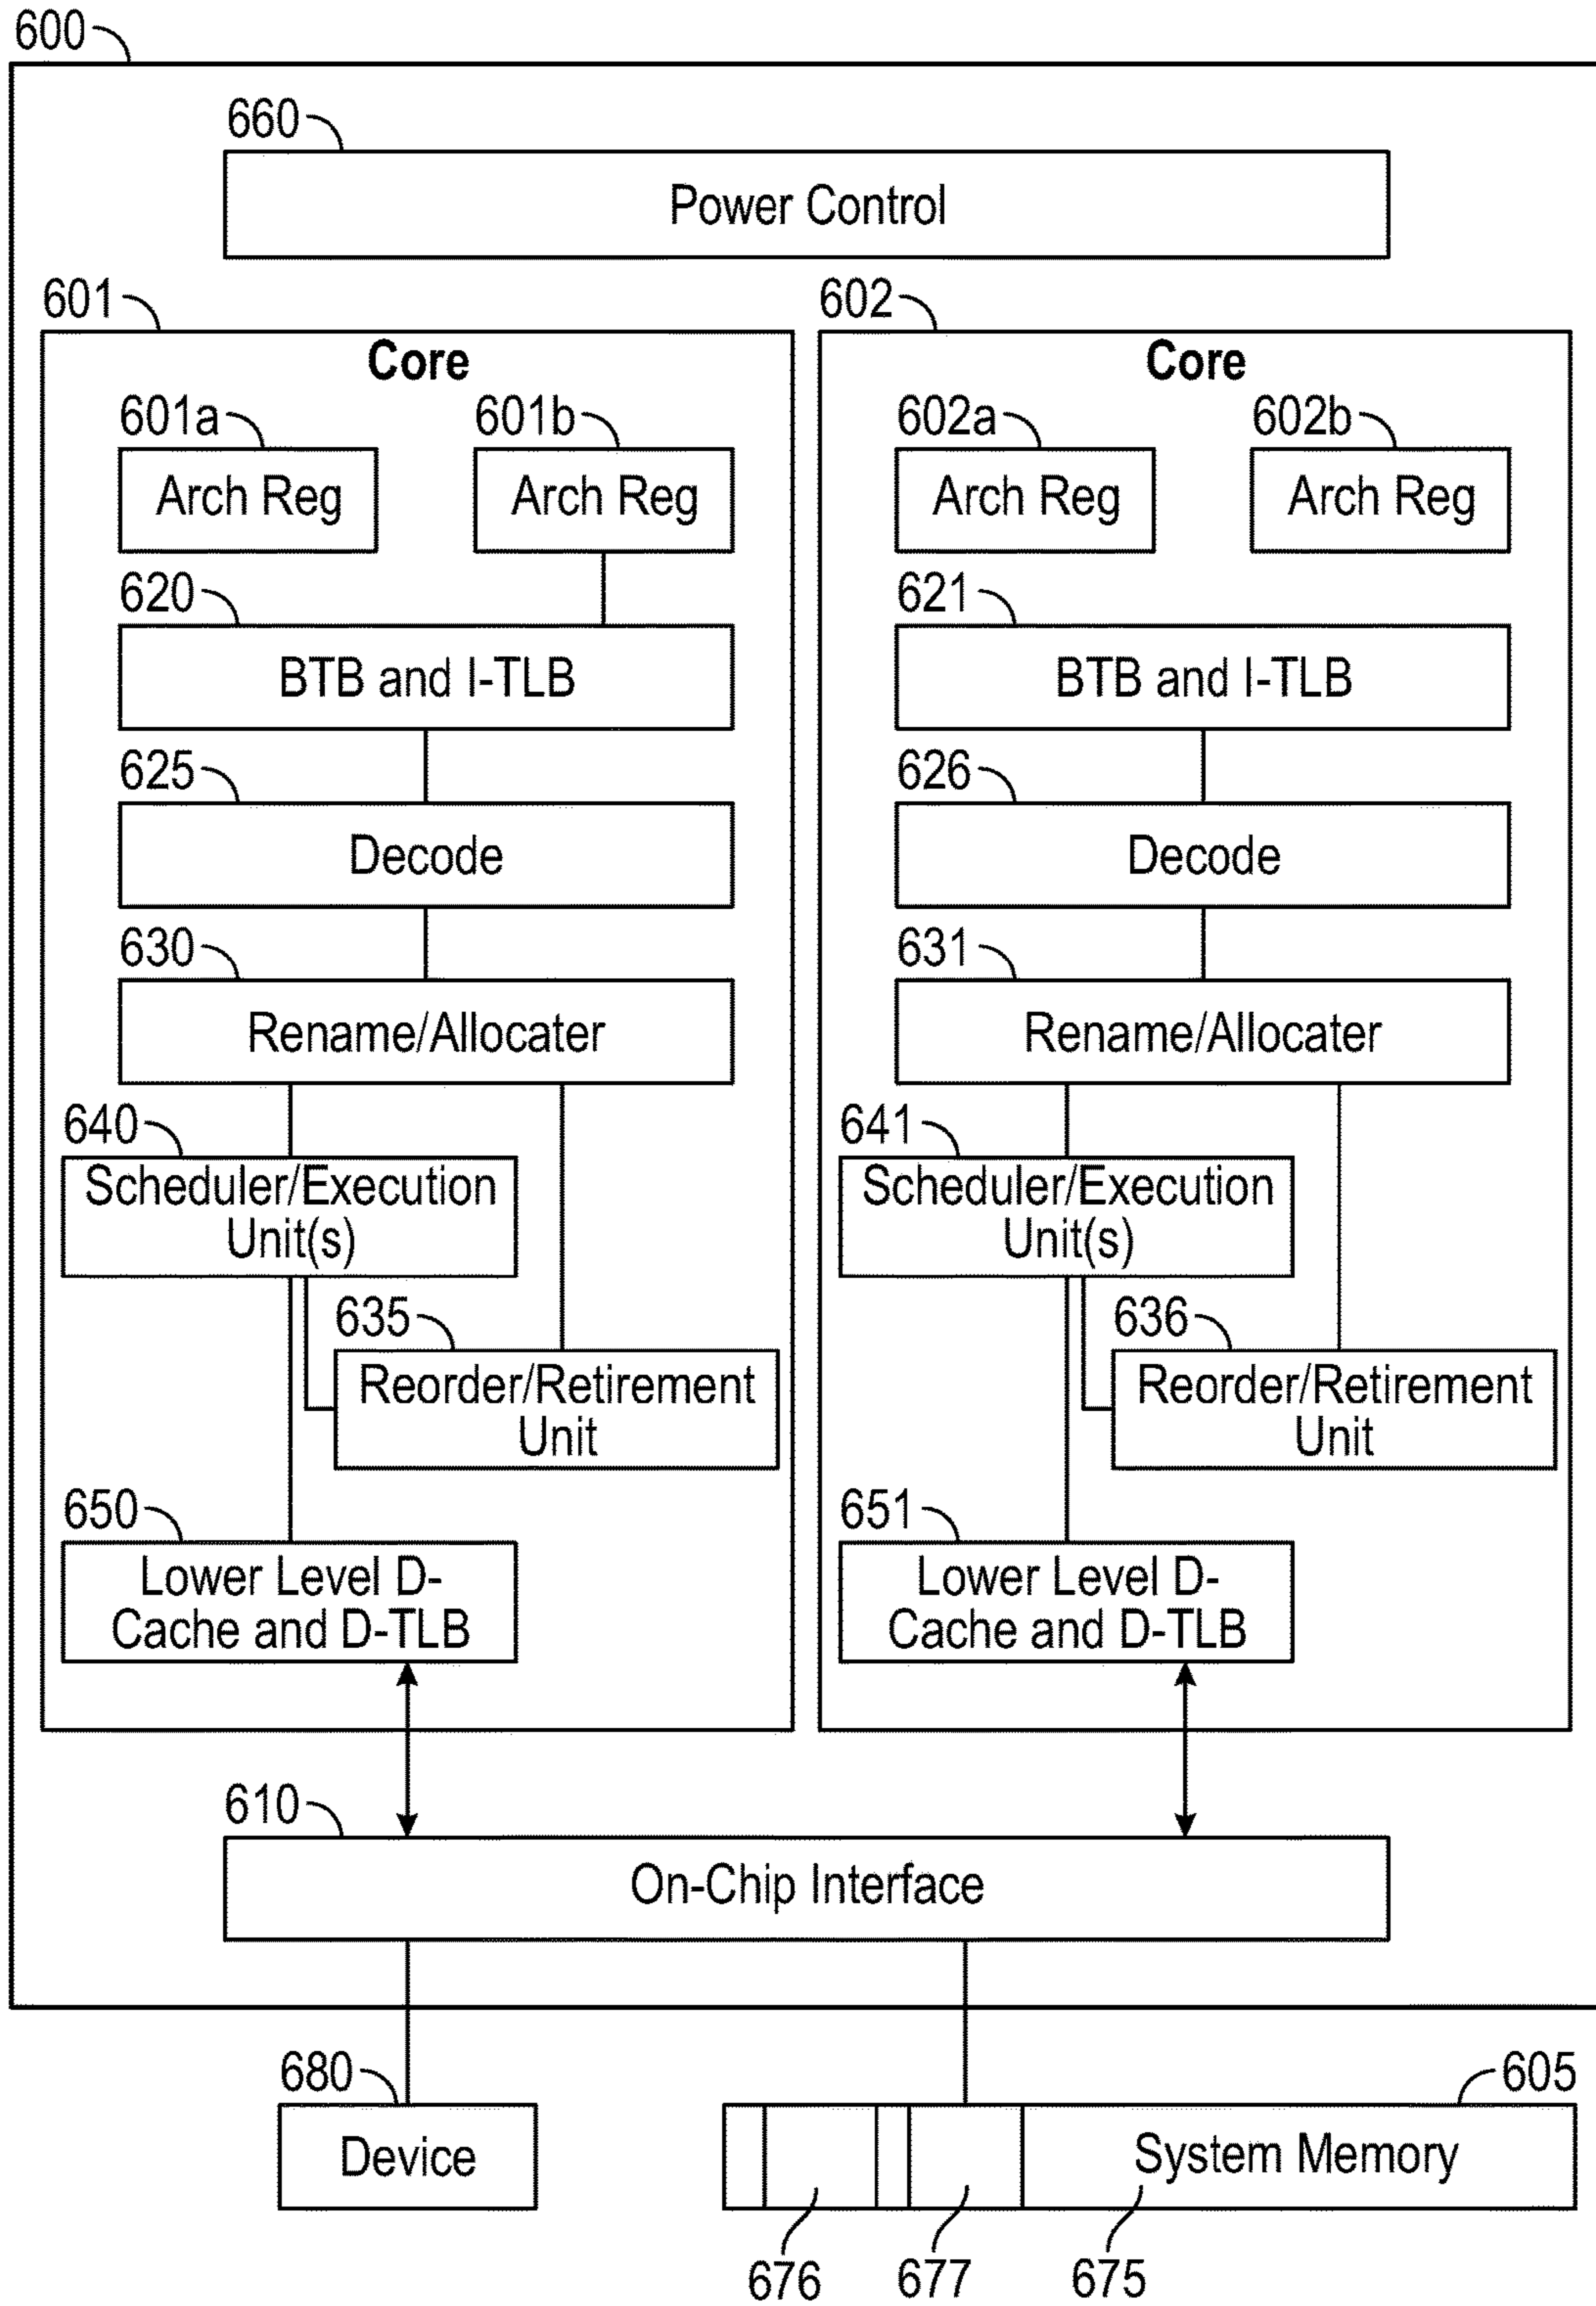 600
660
Power Control
601
602
Core
Core
601a
601b
602a
602b
Arch Reg
Arch Reg
Arch Reg
Arch Reg
620
621
BTB and I-TLB
BTB and I-TLB
625
626
Decode
Decode
630
631
Rename/Allocater
Rename/Allocater
640
641
Scheduler/Execution
Unit(s)
Scheduler/Execution
Unit(s)
635
636
Reorder/Retirement
Unit
Reorder/Retirement
Unit
650
651
Lower Level D-
Cache and D-TLB
Lower Level D-
Cache and D-TLB
610
On-Chip Interface
680
605
Device
System Memory
676
677
675